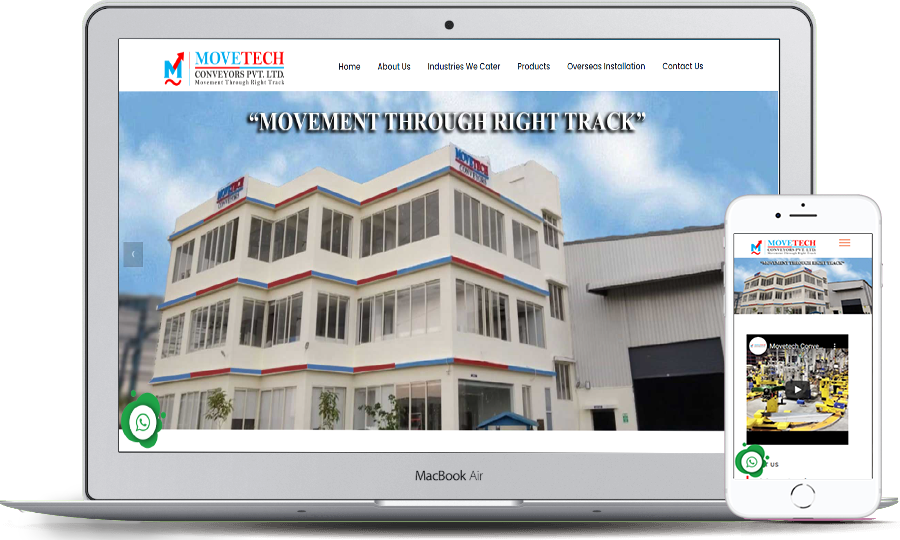 MOVETECH
CONVEYORS PVT. LTD.
Movement Through Right Track
Home About Us Industries We Cater Products Overseas Installation Contact Us
“MOVEMENT THROUGH RIGHT TRACK”
MOVETECH
CONVEYORS
MOVETECH
CONVEYORS
MacBook Air
MOVETECH
CONVEYORS PVT. LTD.
Movement Through Right Track
“MOVEMENT THROUGH RIGHT TRACK”
Movetech Conve...
us